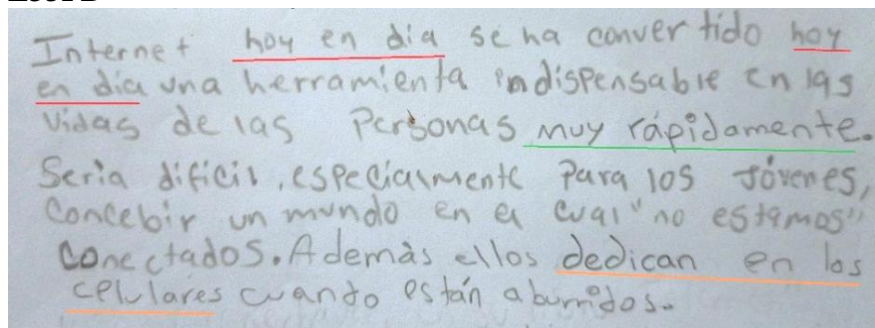 Internet hoy en dia se ha convertido hoy
en dia una herramienta indispensable en las
vidas de las Personas muy rápidamente.
Seria dificil, especialmente Para los Jóvenes,
Concebir un mundo en el cual "no estamos"
conectados. Además ellos dedican en los
celulares cuando están aburridos.